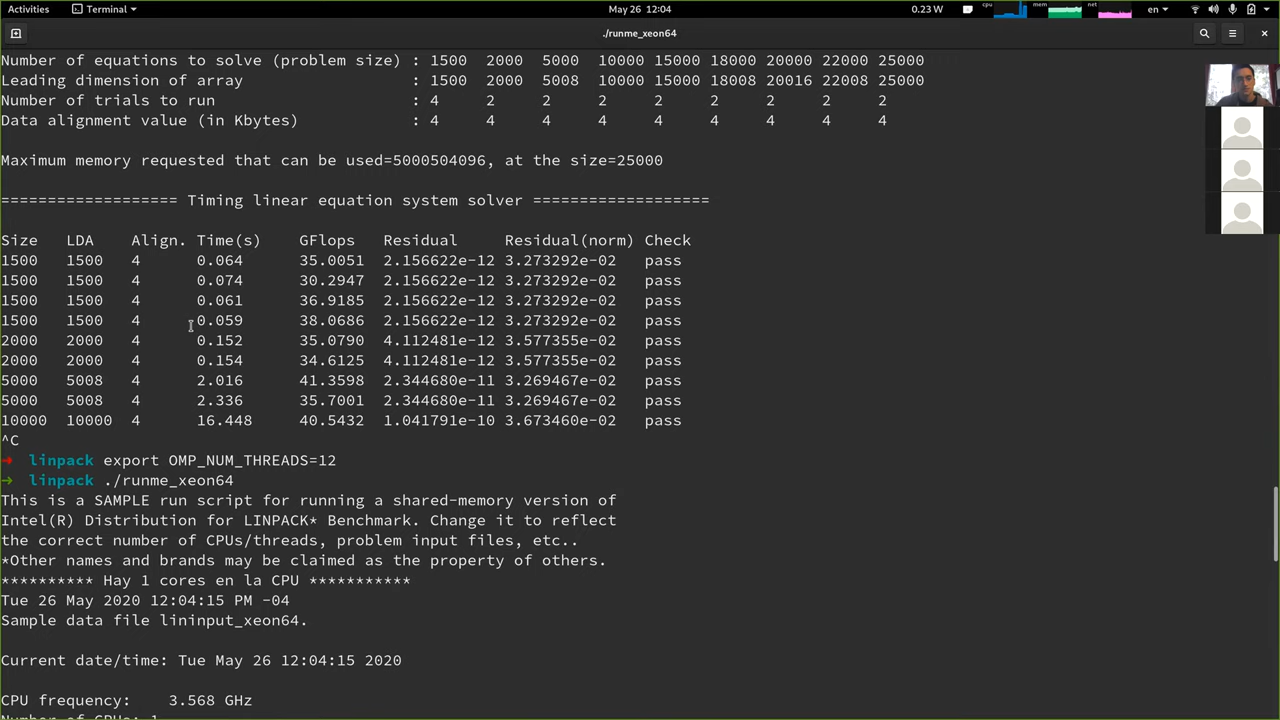 Activities Terminal May 26 12:04 0.23 W cpu mem net en
./runme_xeon64
Number of equations to solve (problem size) : 1500 2000 5000 10000 15000 18000 20000 22000 25000
Leading dimension of array : 1500 2000 5008 10000 15000 18008 20016 22008 25000
Number of trials to run : 4 2 2 2 2 2 2 2 2
Data alignment value (in Kbytes) : 4 4 4 4 4 4 4 4 4
Maximum memory requested that can be used=5000504096, at the size=25000
=================== Timing linear equation system solver ===================
Size LDA Align. Time(s) GFlops Residual Residual(norm) Check
1500 1500 4 0.064 35.0051 2.156622e-12 3.273292e-02 pass
1500 1500 4 0.074 30.2947 2.156622e-12 3.273292e-02 pass
1500 1500 4 0.061 36.9185 2.156622e-12 3.273292e-02 pass
1500 1500 4 0.059 38.0686 2.156622e-12 3.273292e-02 pass
2000 2000 4 0.152 35.0790 4.112481e-12 3.577355e-02 pass
2000 2000 4 0.154 34.6125 4.112481e-12 3.577355e-02 pass
5000 5008 4 2.016 41.3598 2.344680e-11 3.269467e-02 pass
5000 5008 4 2.336 35.7001 2.344680e-11 3.269467e-02 pass
10000 10000 4 16.448 40.5432 1.041791e-10 3.673460e-02 pass
^C
➜ linpack export OMP_NUM_THREADS=12
➜ linpack ./runme_xeon64
This is a SAMPLE run script for running a shared-memory version of
Intel(R) Distribution for LINPACK* Benchmark. Change it to reflect
the correct number of CPUs/threads, problem input files, etc..
*Other names and brands may be claimed as the property of others.
********** Hay 1 cores en la CPU ***********
Tue 26 May 2020 12:04:15 PM -04
Sample data file lininput_xeon64.
Current date/time: Tue May 26 12:04:15 2020
CPU frequency: 3.568 GHz
Number of CPUs: 1